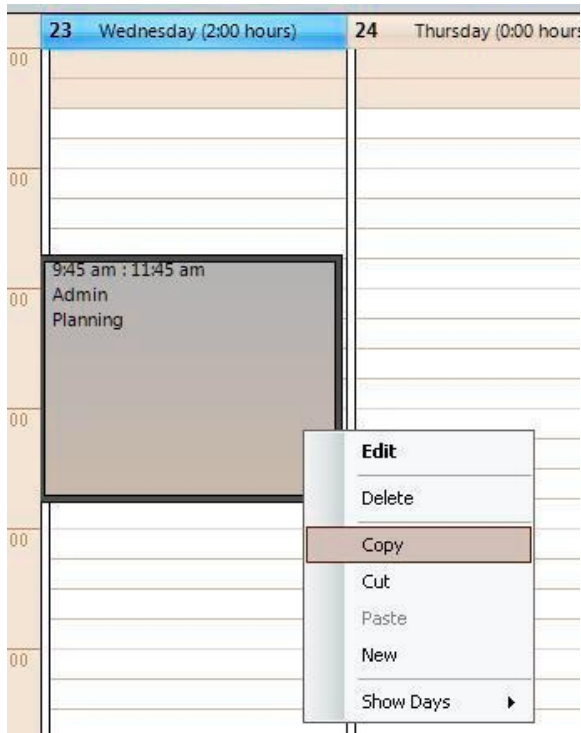 23 Wednesday (2:00 hours)
24 Thursday (0:00 hours
00
00
9:45 am : 11:45 am
00
Admin
Planning
00
Edit
Delete
00
Copy
Cut
Paste
00
New
Show Days